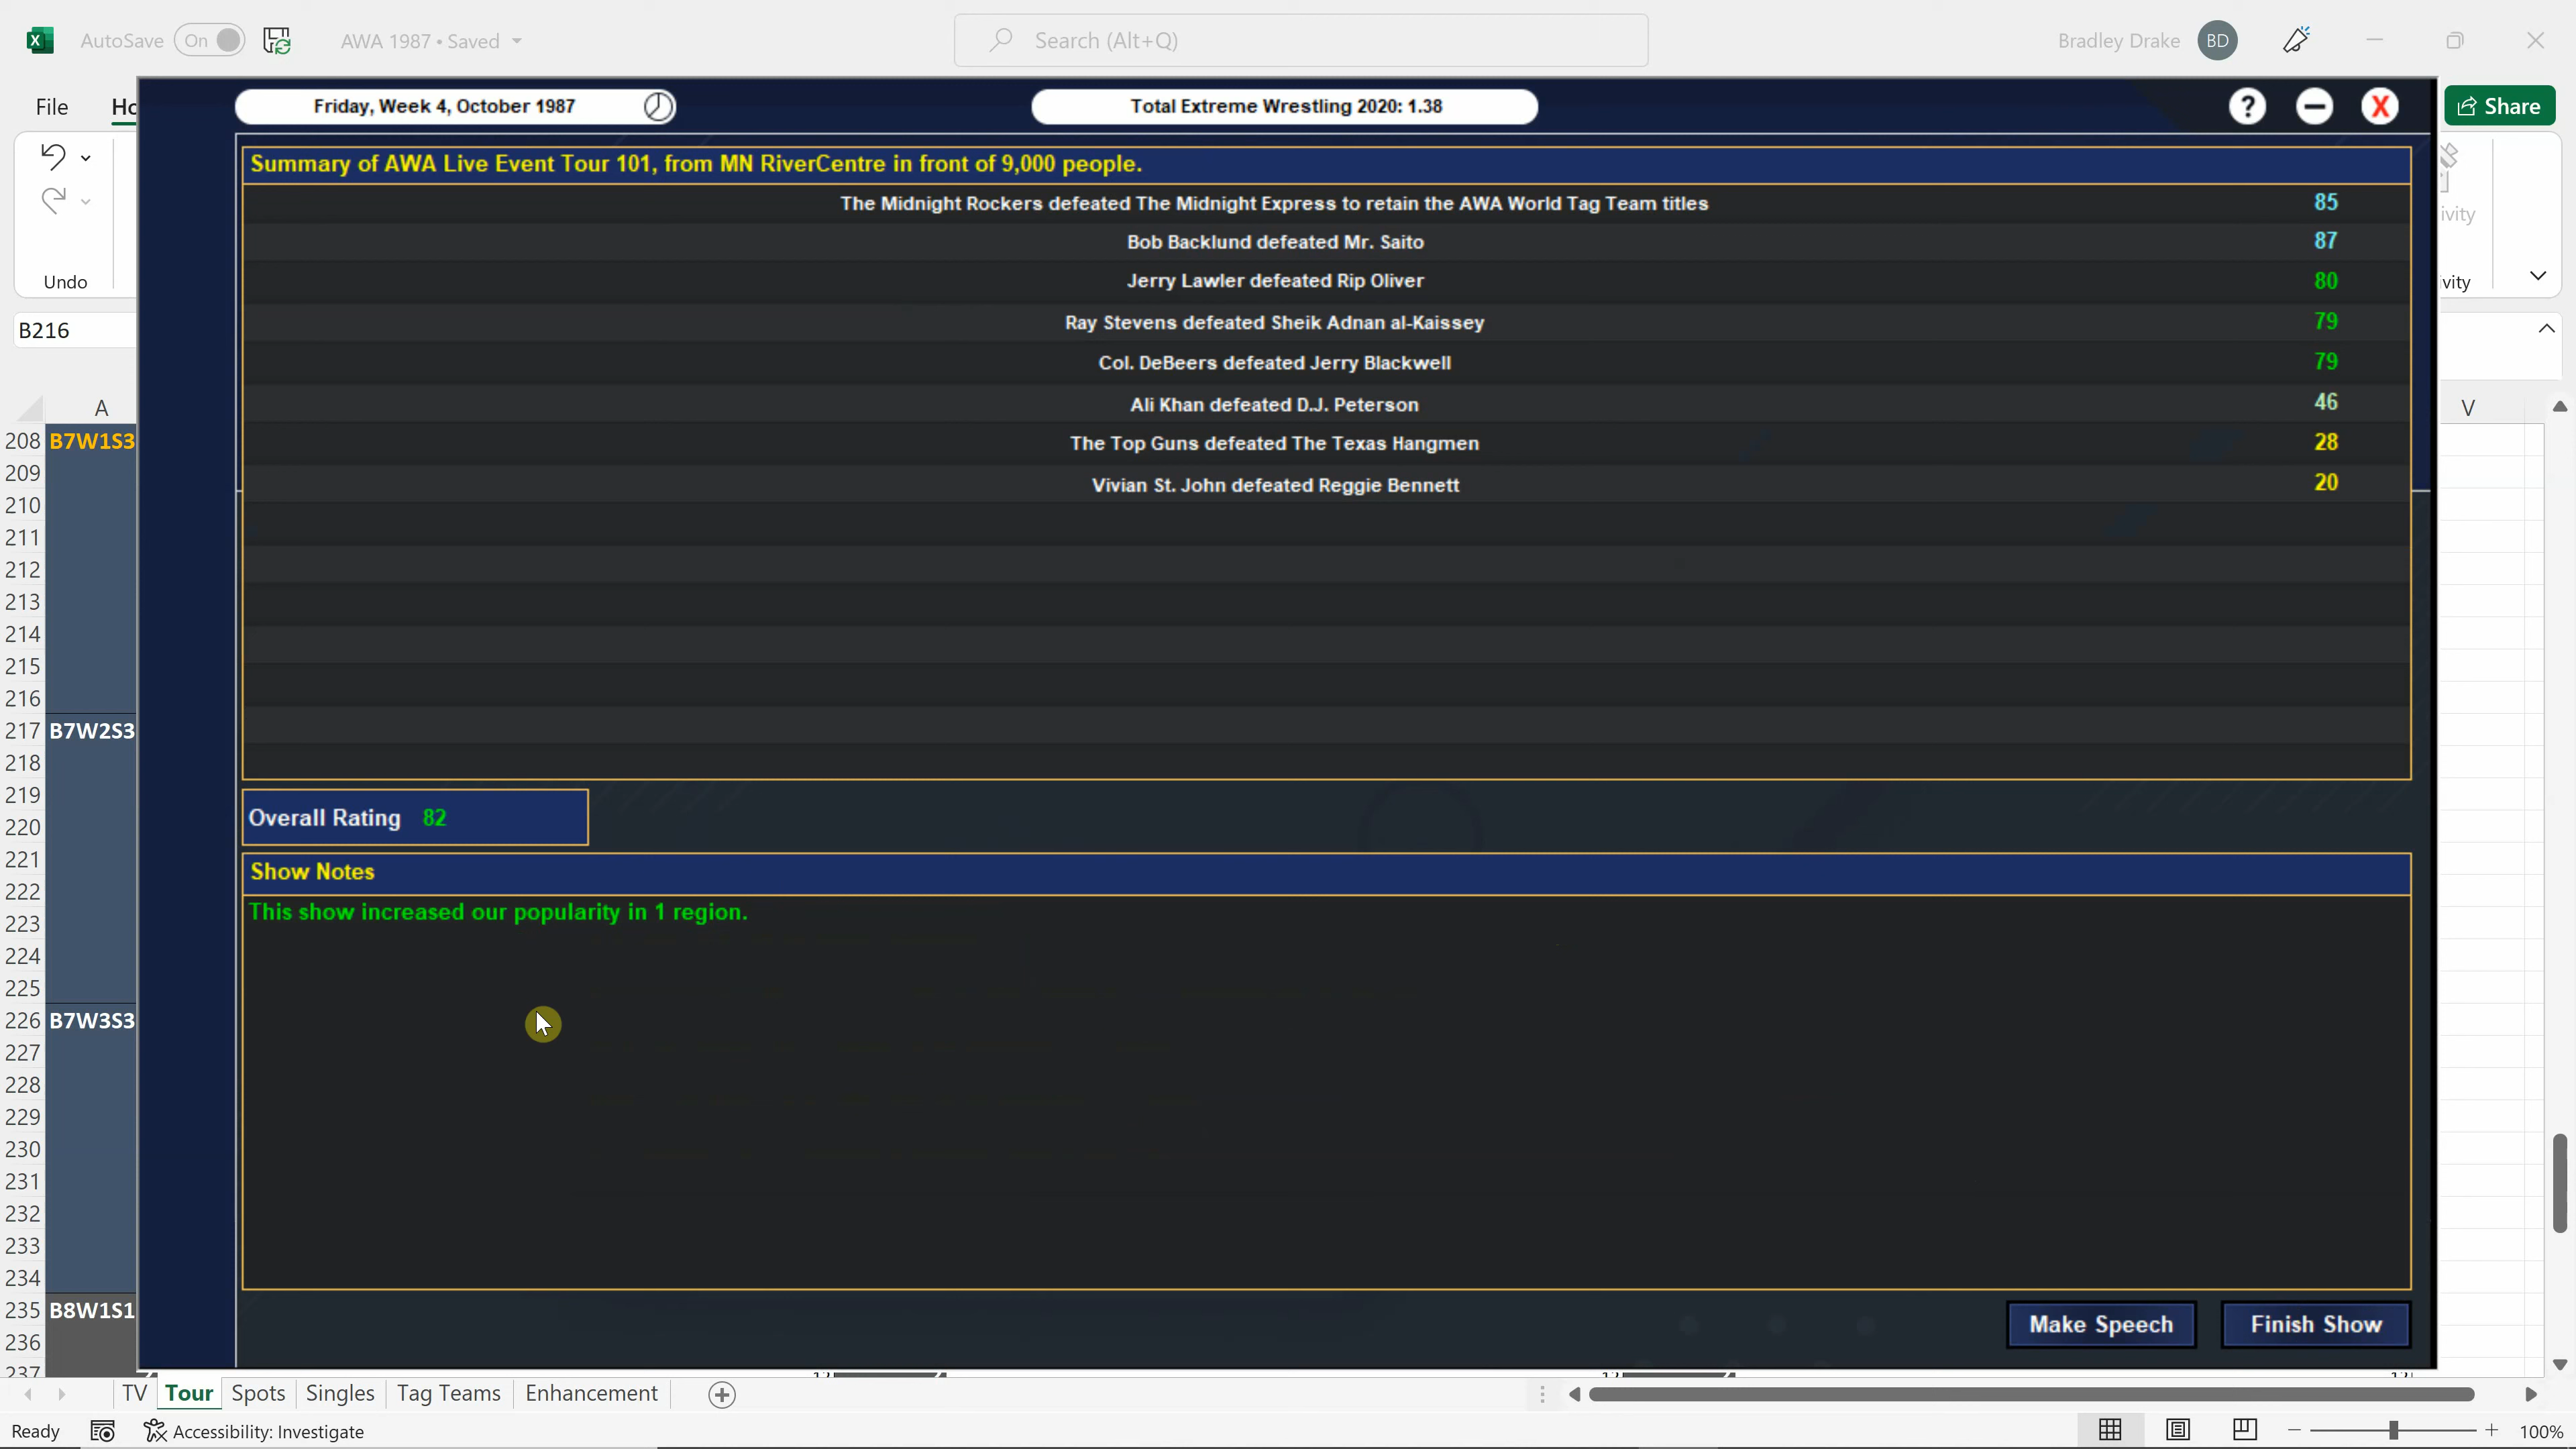 AutoSave On AWA 1987 • Saved Search (Alt+Q) Bradley Drake BD
File Ho Share
Friday, Week 4, October 1987 Total Extreme Wrestling 2020: 1.38 ? X
Summary of AWA Live Event Tour 101, from MN RiverCentre in front of 9,000 people.
The Midnight Rockers defeated The Midnight Express to retain the AWA World Tag Team titles 85
Bob Backlund defeated Mr. Saito 87
Jerry Lawler defeated Rip Oliver 80
Ray Stevens defeated Sheik Adnan al-Kaissey 79
Col. DeBeers defeated Jerry Blackwell 79
Ali Khan defeated D.J. Peterson 46
The Top Guns defeated The Texas Hangmen 28
Vivian St. John defeated Reggie Bennett 20
Overall Rating 82
Show Notes
This show increased our popularity in 1 region.
Make Speech Finish Show
Undo
ivity
vity
B216
A V
208 B7W1S3
209
210
211
212
213
214
215
216
217 B7W2S3
218
219
220
221
222
223
224
225
226 B7W3S3
227
228
229
230
231
232
233
234
235 B8W1S1
236
237
TV Tour Spots Singles Tag Teams Enhancement
Ready Accessibility: Investigate 100%